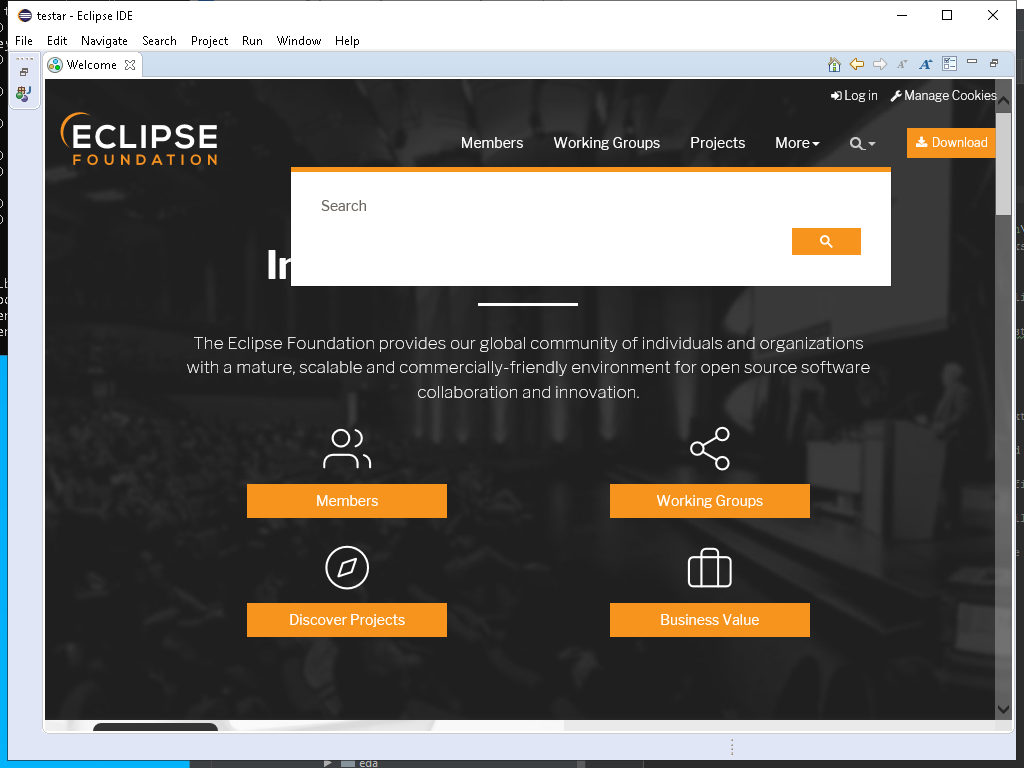 testar - Eclipse IDE
File Edit Navigate Search Project Run Window Help
Welcome
Log in Manage Cookies
ECLIPSE
FOUNDATION
Members Working Groups Projects More Download
Search
The Eclipse Foundation provides our global community of individuals and organizations
with a mature, scalable and commercially-friendly environment for open source software
collaboration and innovation.
Members
Working Groups
Discover Projects
Business Value
eda